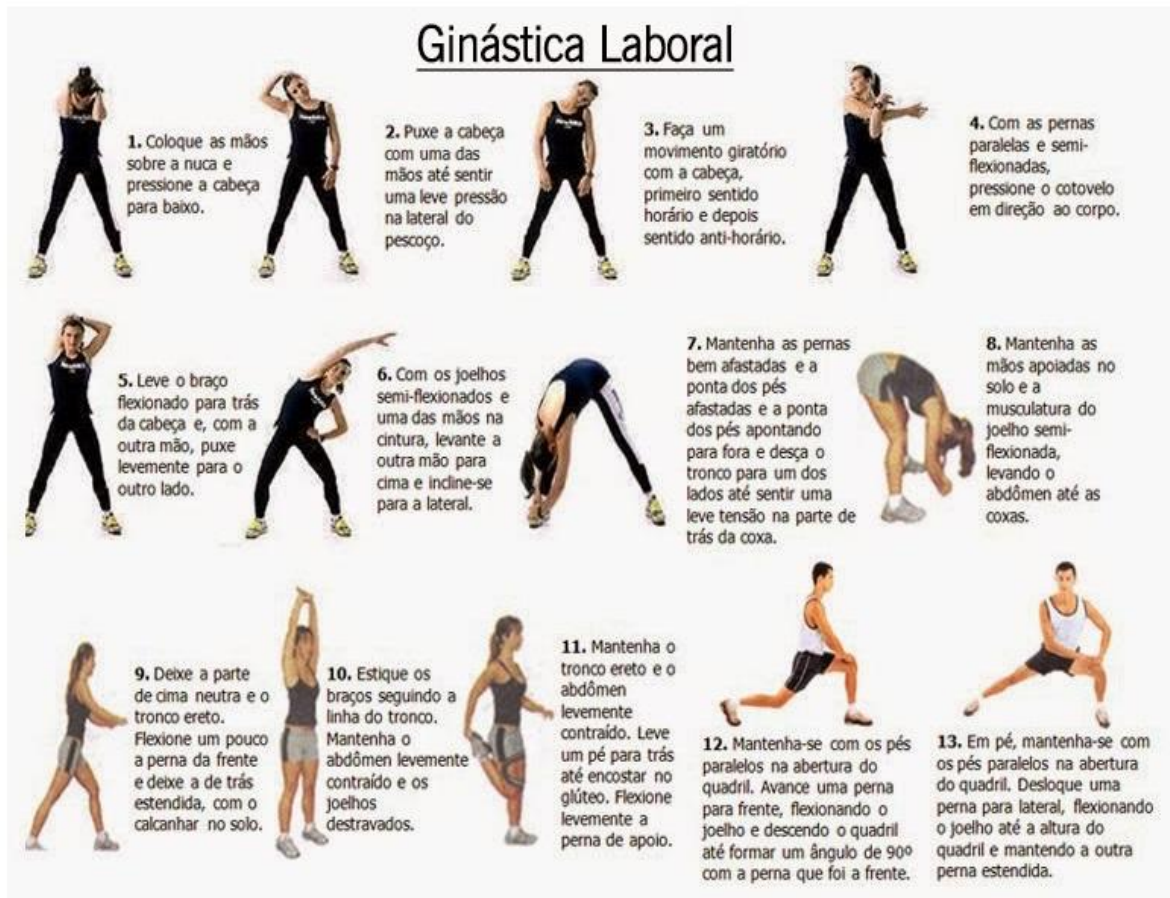 Ginástica Laboral
1. Coloque as mãos
sobre a nuca e
pressione a cabeça
para baixo.
2. Puxe a cabeça
com uma das
mãos até sentir
uma leve pressão
na lateral do
pescoço.
3. Faça um
movimento giratório
com a cabeça,
primeiro sentido
horário e depois
sentido anti-horário.
4. Com as pernas
paralelas e semi-
flexionadas,
pressione o cotovelo
em direção ao corpo.
5. Leve o braço
flexionado para trás
da cabeça e, com a
outra mão, puxe
levemente para o
outro lado.
6. Com os joelhos
semi-flexionados e
uma das mãos na
cintura, levante a
outra mão para
cima e incline-se
para a lateral.
7. Mantenha as pernas
bem afastadas e a
ponta dos pés
afastadas e a ponta
dos pés apontando
para fora e desça o
tronco para um dos
lados até sentir uma
leve tensão na parte de
trás da coxa.
8. Mantenha as
mãos apoiadas no
solo e a
musculatura do
joelho semi-
flexionada,
levando o
abdômen até as
coxas.
9. Deixe a parte
de cima neutra e o
tronco ereto.
Flexione um pouco
a perna da frente
e deixe a de trás
estendida, com o
calcanhar no solo.
10. Estique os
braços seguindo a
linha do tronco.
Mantenha o
abdômen levemente
contraído e os
joelhos
destravados.
11. Mantenha o
tronco ereto e o
abdômen
levemente
contraído. Leve
um pé para trás
até encostar no
glúteo. Flexione
levemente a
perna de apoio.
12. Mantenha-se com os pés
paralelos na abertura do
quadril. Avance uma perna
para frente, flexionando o
joelho e descendo o quadril
até formar um ângulo de 90º
com a perna que foi a frente.
13. Em pé, mantenha-se com
os pés paralelos na abertura
do quadril. Desloque uma
perna para lateral, flexionando
o joelho até a altura do
quadril e mantendo a outra
perna estendida.